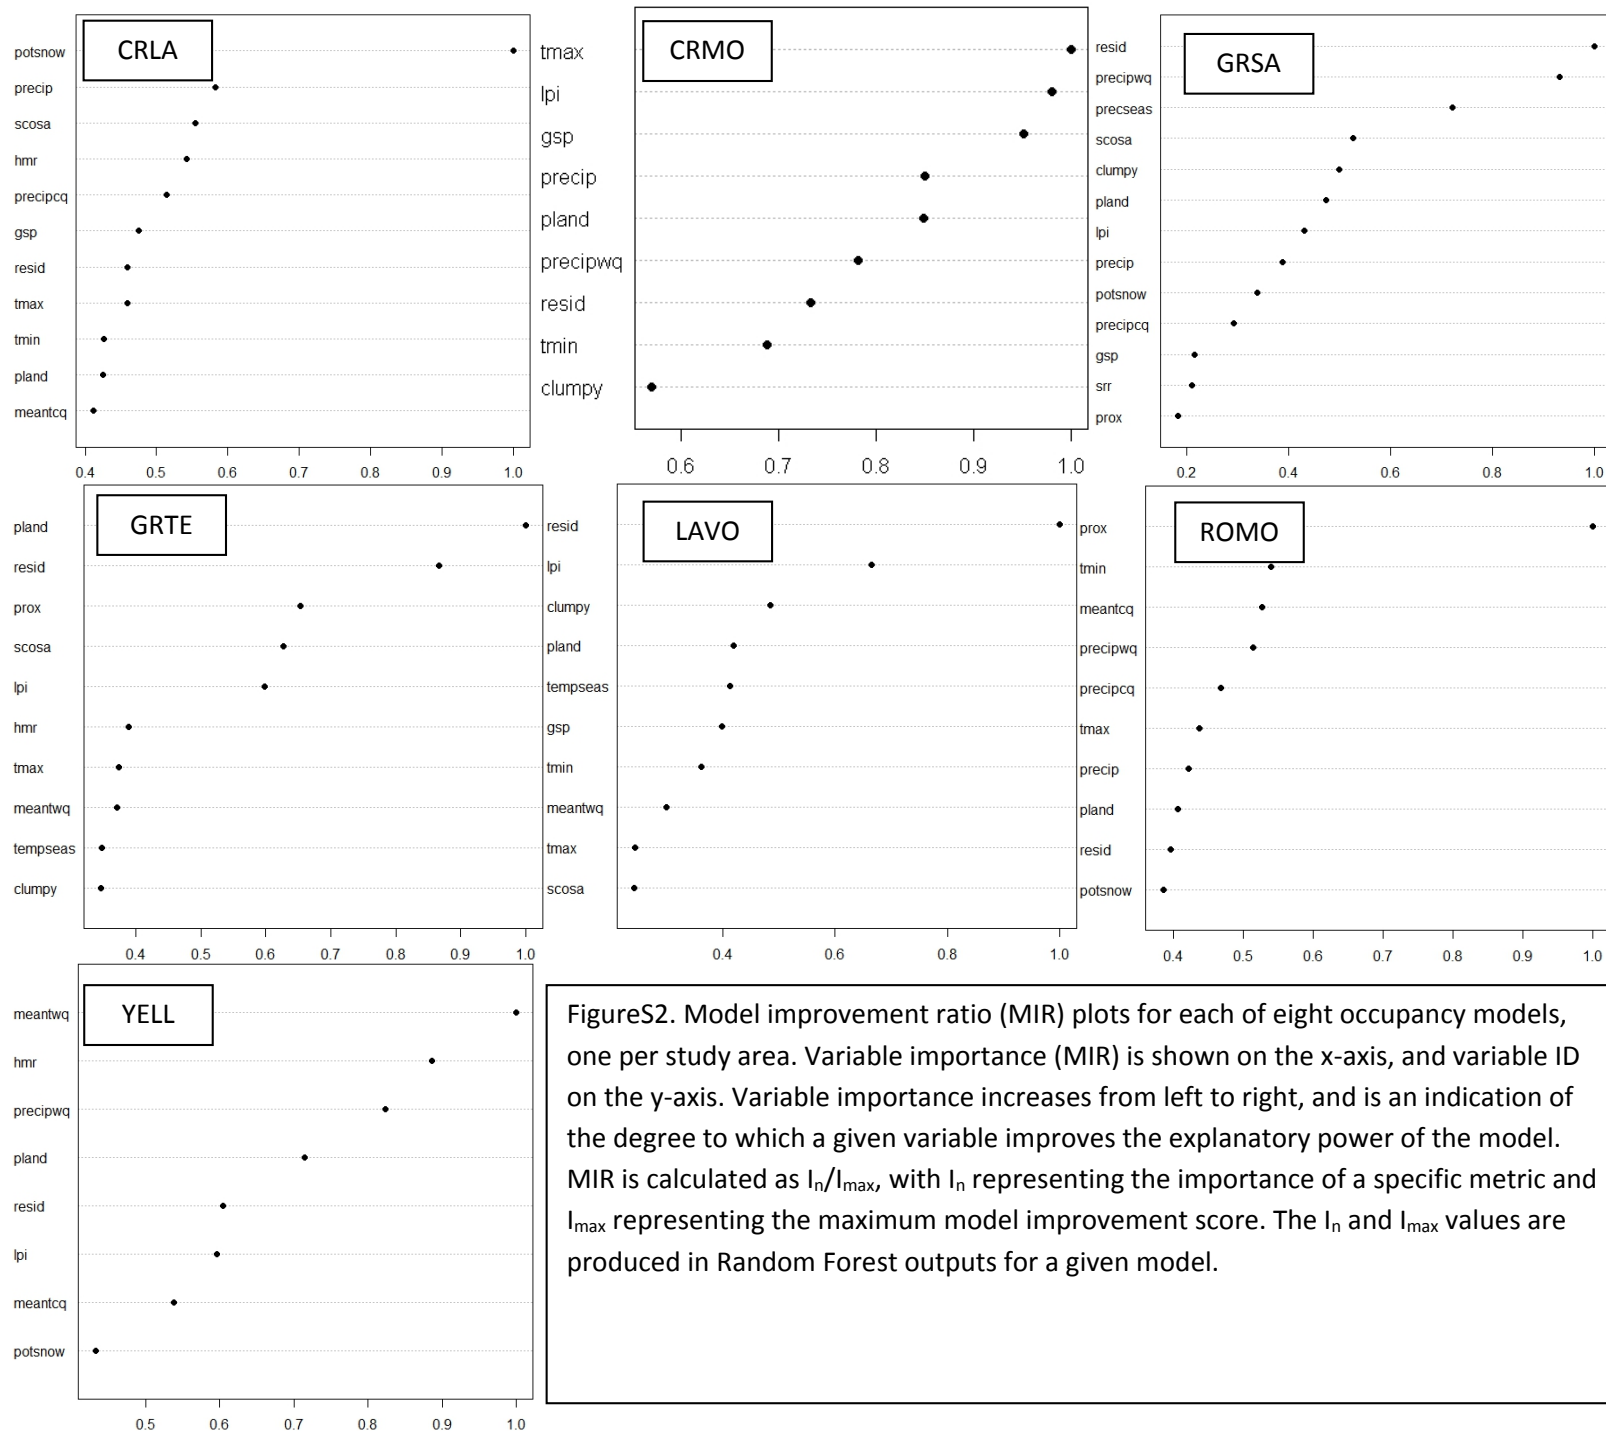 CRLA
potsnow
precip
scosa
hmr
precipcq
gsp
resid
tmax
tmin
pland
meantcq
0.4 0.5 0.6 0.7 0.8 0.9 1.0
CRMO
tmax
lpi
gsp
precip
pland
precipwq
resid
tmin
clumpy
0.6 0.7 0.8 0.9 1.0
GRSA
resid
precipwq
precseas
scosa
clumpy
pland
lpi
precip
potsnow
precipcq
gsp
srr
prox
0.2 0.4 0.6 0.8 1.0
GRTE
pland
resid
prox
scosa
lpi
hmr
tmax
meantwq
tempseas
clumpy
0.4 0.5 0.6 0.7 0.8 0.9 1.0
LAVO
resid
lpi
clumpy
pland
tempseas
gsp
tmin
meantwq
tmax
scosa
0.4 0.6 0.8 1.0
ROMO
prox
tmin
meantcq
precipwq
precipcq
tmax
precip
pland
resid
potsnow
0.4 0.5 0.6 0.7 0.8 0.9 1.0
YELL
meantwq
hmr
precipwq
pland
resid
lpi
meantcq
potsnow
0.5 0.6 0.7 0.8 0.9 1.0
FigureS2. Model improvement ratio (MIR) plots for each of eight occupancy models,
one per study area. Variable importance (MIR) is shown on the x-axis, and variable ID
on the y-axis. Variable importance increases from left to right, and is an indication of
the degree to which a given variable improves the explanatory power of the model.
MIR is calculated as In/Imax, with In representing the importance of a specific metric and
Imax representing the maximum model improvement score. The In and Imax values are
produced in Random Forest outputs for a given model.